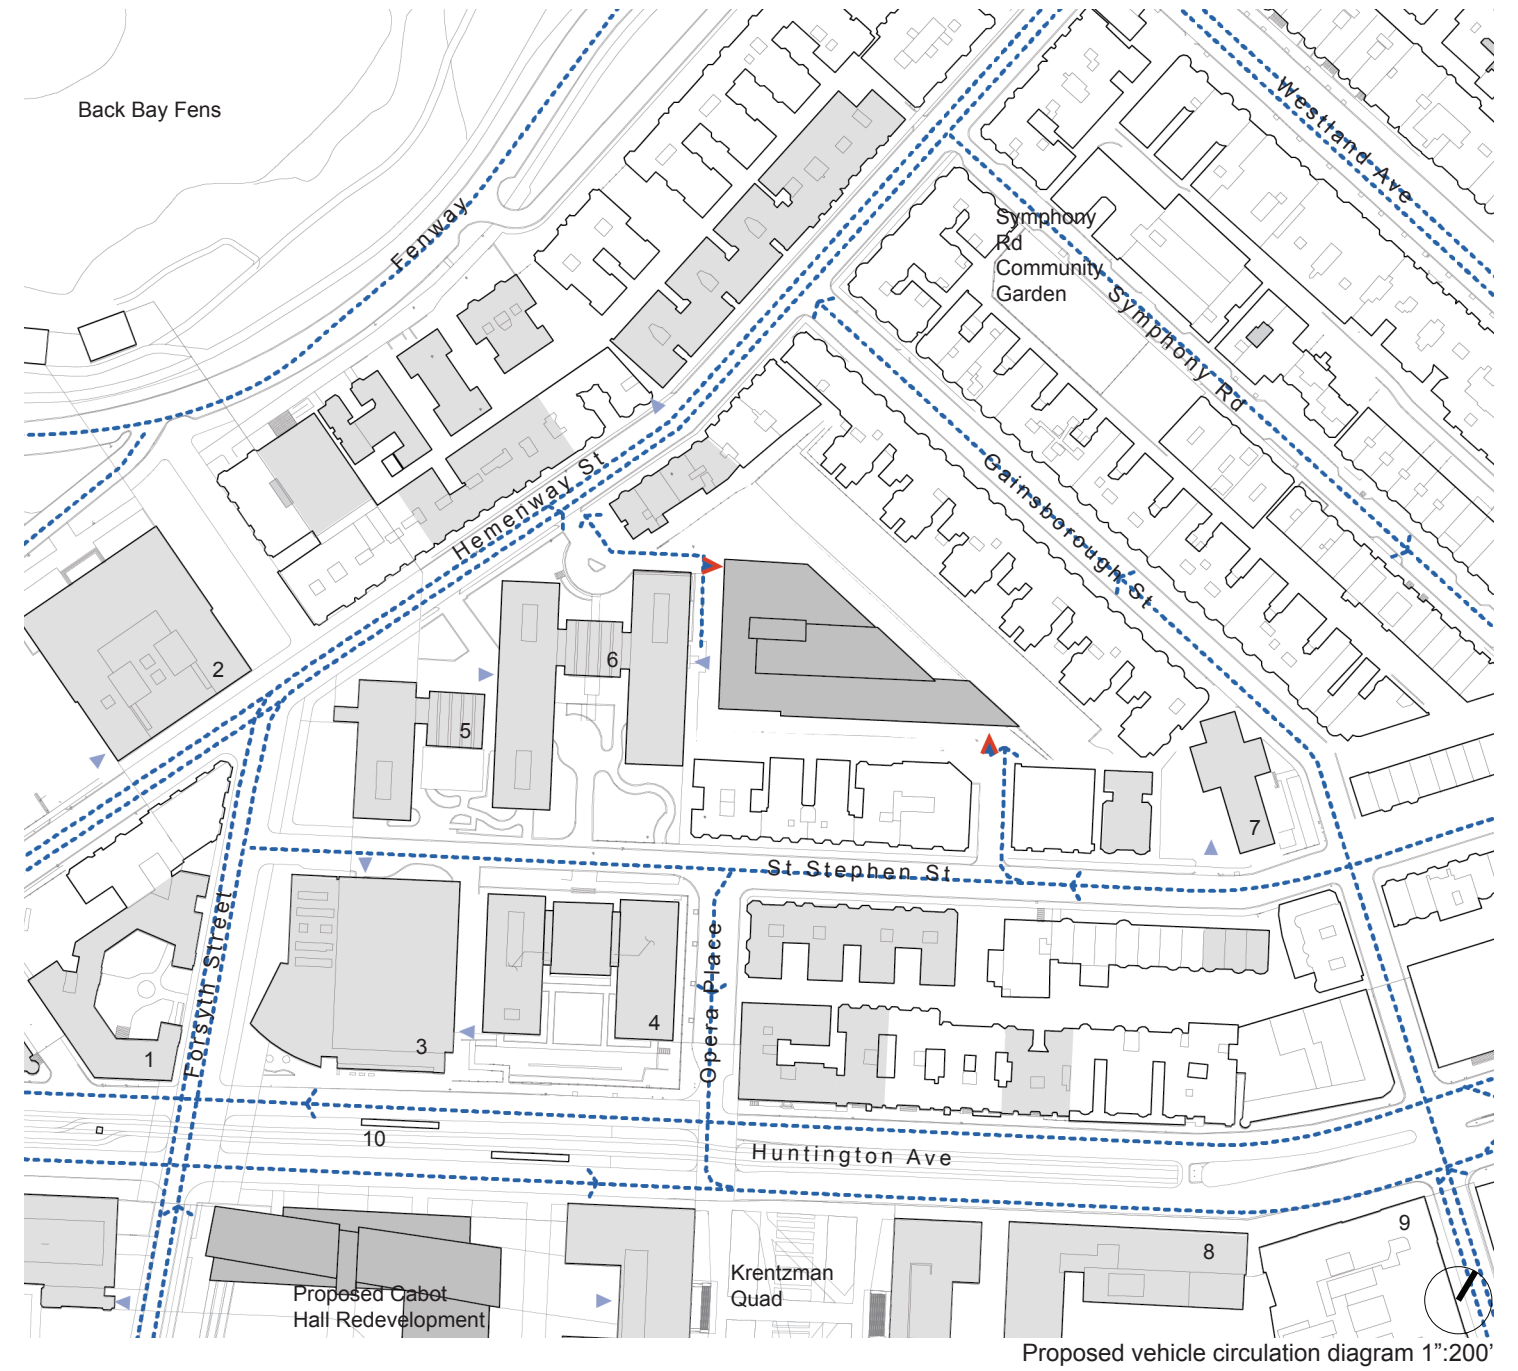 Back Bay Fens
Westland Ave
Fenway
Symphony
Rd
Community
Garden
Symphony Rd
Hemenway St
Gainsborough St
2
6
5
7
St Stephen St
Forsyth Street
Opera Place
4
3
1
10
Huntington Ave
9
8
Krentzman
Quad
Proposed Cabot
Hall Redevelopment
Proposed vehicle circulation diagram 1”:200’